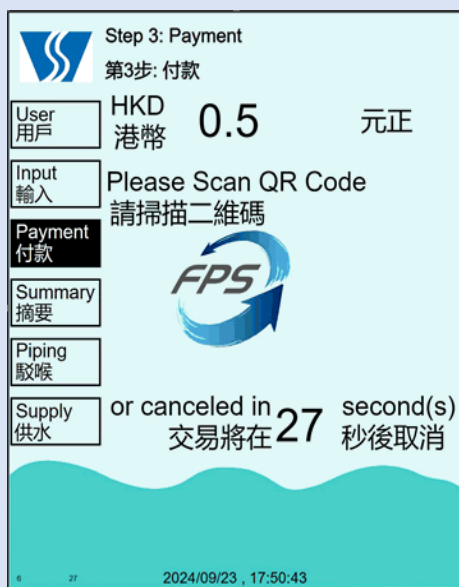 Step 3: Payment
第3步: 付款
User
用戶
HKD
港幣
0.5
元正
Input
輸入
Please Scan QR Code
請掃描二維碼
Payment
付款
FPS
Summary
摘要
Piping
駁喉
Supply
供水
or canceled in 27 second(s)
交易將在 秒後取消
6 27 2024/09/23 , 17:50:43